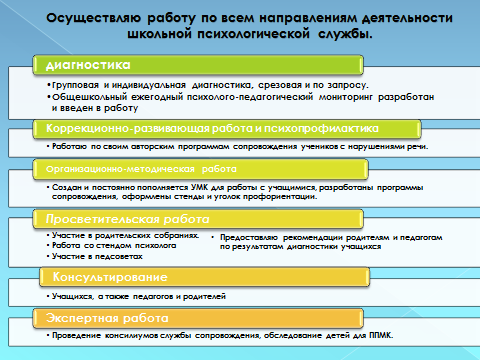 Осуществляю работу по всем направлениям деятельности
школьной психологической службы.
диагностика
•Групповая и индивидуальная диагностика, срезовая и по запросу.
•Общешкольный ежегодный психолого-педагогический мониторинг разработан
и введен в работу
Коррекционно-развивающая работа и психопрофилактика
• Работаю по своим авторским программам сопровождения учеников с нарушениями речи.
Организационно-методическая работа
• Создан и постоянно пополняется УМК для работы с учащимися, разработаны программы
сопровождения, оформлены стенды и уголок профориентации.
Просветительская работа
• Участие в родительских собраниях.
• Работа со стендом психолога
• Участие в педсоветах
• Предоставляю рекомендации родителям и педагогам
по результатам диагностики учащихся
Консультирование
• Учащихся, а также педагогов и родителей
Экспертная работа
• Проведение консилиумов службы сопровождения, обследование детей для ППМК.